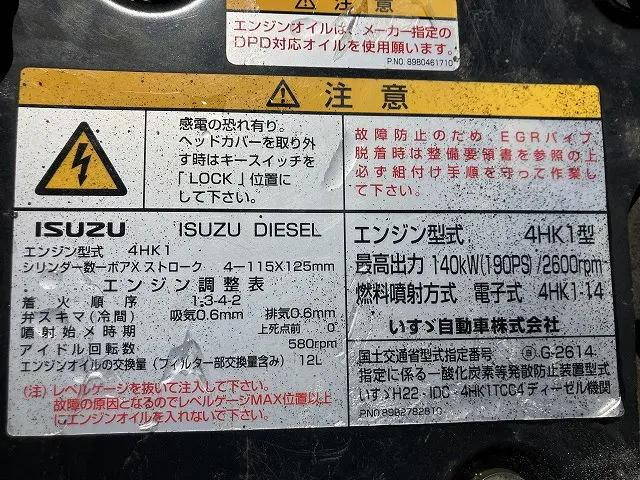 注意
エンジンオイルは、メーカー指定の
DPD対応オイルを使用願います。
P.NO. 8980461710
注意
感電の恐れ有り。
ヘッドカバーを取り外
す時はキースイッチを
「LOCK」位置に
して下さい。
故障防止のため、EGRパイプ
脱着時は整備要領書を参照の上
必ず組付け手順を守って作業し
て下さい。
ISUZU ISUZU DIESEL
エンジン型式 4HK1
シリンダー数ーボアXストローク 4−115X125mm
エンジン調整表
着火順序 1-3-4-2
弁スキマ(冷間) 吸気0.6mm 排気0.6mm
噴射始メ時期 上死点前 0°
アイドル回転数 580rpm
エンジンオイルの交換量(フィルター部交換量含み) 12L
(注)レベルゲージを抜いて注入して下さい。
故障の原因となるのでレベルゲージMAX位置以上
にエンジンオイルを入れないで下さい。
エンジン型式 4HK1型
最高出力 140kW(190PS)/2600rpm
燃料噴射方式 電子式 4HK1-14
いすゞ自動車株式会社
国土交通省型式指定番号 G-2614
指定に係る一酸化炭素等発散防止装置型式
いすゞH22・IDC・4HK1TCC4ディーゼル機関
P.NO.8982782810